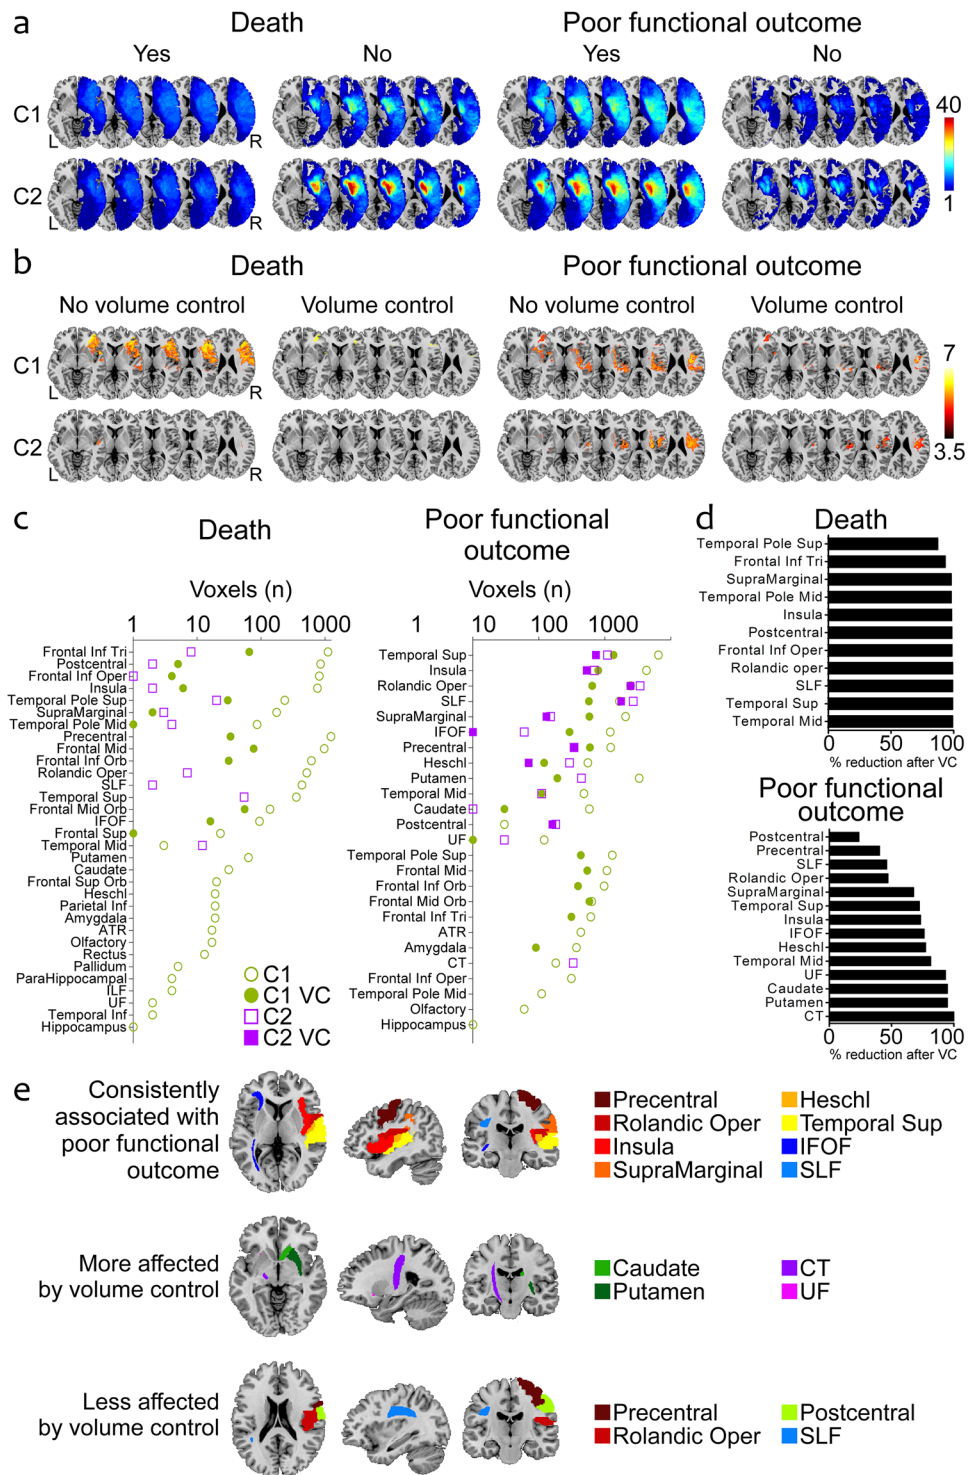 a
Death
Poor functional outcome
Yes
No
Yes
No
C1
L
R
C2
L
R
40
1
b
Death
Poor functional outcome
No volume control
Volume control
No volume control
Volume control
C1
L
R
C2
L
R
7
3.5
c
Death
Voxels (n)
1 10 100 1000
Frontal Inf Tri
Postcentral
Frontal Inf Oper
Insula
Temporal Pole Sup
SupraMarginal
Temporal Pole Mid
Precentral
Frontal Mid
Frontal Inf Orb
Rolandic Oper
SLF
Temporal Sup
Frontal Mid Orb
IFOF
Frontal Sup
Temporal Mid
Putamen
Caudate
Frontal Sup Orb
Heschl
Parietal Inf
Amygdala
ATR
Olfactory
Rectus
Pallidum
ParaHippocampal
ILF
UF
Temporal Inf
Hippocampus
C1
C1 VC
C2
C2 VC
Poor functional
outcome
Voxels (n)
1 10 100 1000
Temporal Sup
Insula
Rolandic Oper
SLF
SupraMarginal
IFOF
Precentral
Heschl
Putamen
Temporal Mid
Caudate
Postcentral
UF
Temporal Pole Sup
Frontal Mid
Frontal Inf Orb
Frontal Mid Orb
Frontal Inf Tri
ATR
Amygdala
CT
Frontal Inf Oper
Temporal Pole Mid
Olfactory
Hippocampus
d
Death
Temporal Pole Sup
Frontal Inf Tri
SupraMarginal
Temporal Pole Mid
Insula
Postcentral
Frontal Inf Oper
Rolandic oper
SLF
Temporal Sup
Temporal Mid
0 50 100
% reduction after VC
Poor functional
outcome
Postcentral
Precentral
SLF
Rolandic Oper
SupraMarginal
Temporal Sup
Insula
IFOF
Heschl
Temporal Mid
UF
Caudate
Putamen
CT
0 50 100
% reduction after VC
e
Consistently
associated with
poor functional
outcome
Precentral
Rolandic Oper
Insula
SupraMarginal
Heschl
Temporal Sup
IFOF
SLF
More affected
by volume control
Caudate
Putamen
CT
UF
Less affected
by volume control
Precentral
Rolandic Oper
Postcentral
SLF